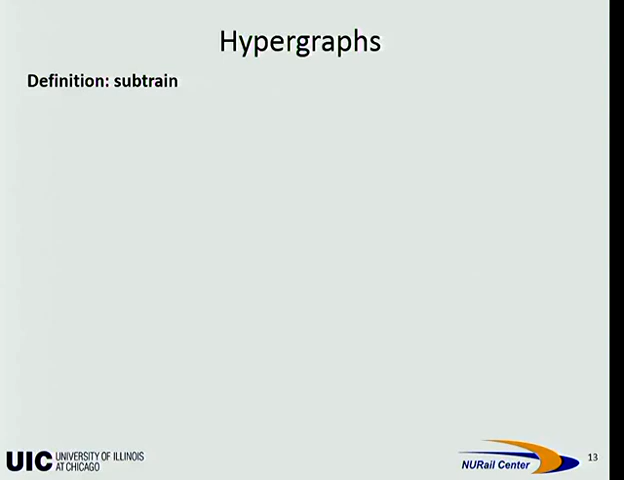 Hypergraphs
Definition: subtrain
UIC UNIVERSITY OF ILLINOIS
AT CHICAGO
NURail Center
13